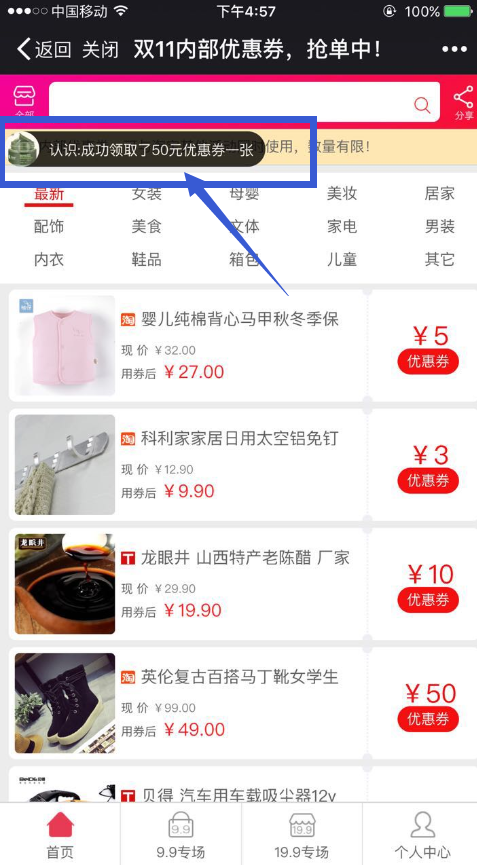 中国移动
下午4:57
100%
返回 关闭 双11内部优惠券，抢单中！
全部
分享
认识:成功领取了50元优惠券一张
使用，数量有限！
最新 女装 母婴 美妆 居家
配饰 美食 文体 家电 男装
内衣 鞋品 箱包 儿童 其它
淘 婴儿纯棉背心马甲秋冬季保
现 价 ￥32.00
用券后 ￥27.00
￥5
优惠券
淘 科利家家居日用太空铝免钉
现 价 ￥12.90
用券后 ￥9.90
￥3
优惠券
龙眼井
T 龙眼井 山西特产老陈醋 厂家
现 价 ￥29.90
用券后 ￥19.90
￥10
优惠券
淘 英伦复古百搭马丁靴女学生
现 价 ￥99.00
用券后 ￥49.00
￥50
优惠券
T 贝得 汽车用车载吸尘器12v
9.9
19.9
首页 9.9专场 19.9专场 个人中心